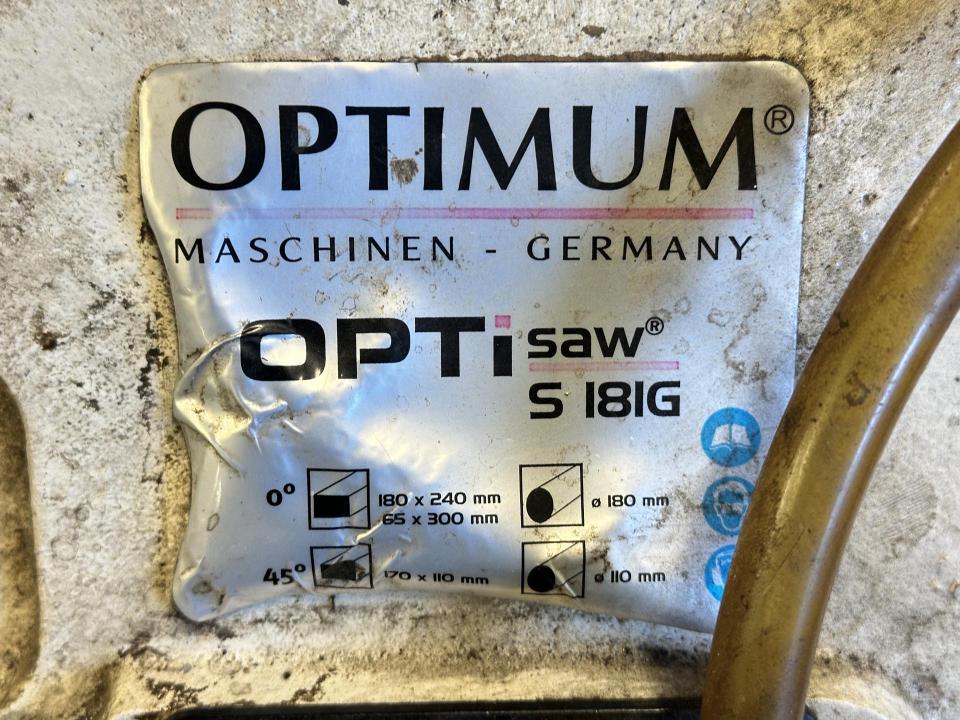 OPTIMUM®
MASCHINEN - GERMANY
OPTi saw®
S 181G
0° 180 x 240 mm ø 180 mm
65 x 300 mm
45° 170 x 110 mm ø 110 mm